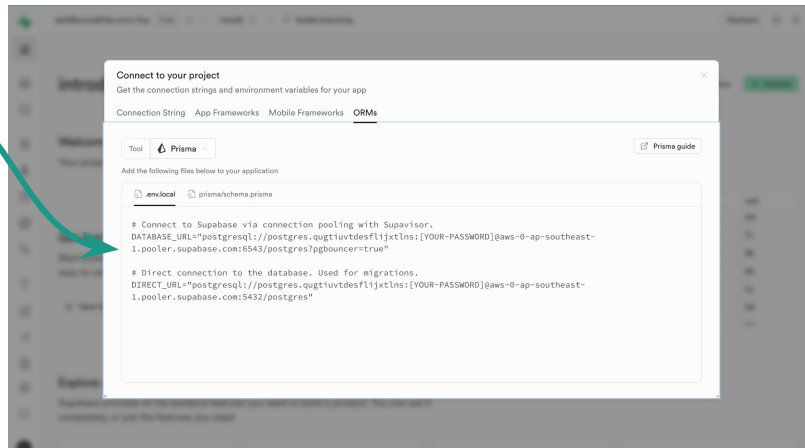 Connect to your project
Get the connection strings and environment variables for your app
Connection String App Frameworks Mobile Frameworks ORMs
Tool Prisma Prisma guide
Add the following files below to your application
.env.local prisma/schema.prisma
# Connect to Supabase via connection pooling with Supavisor.
DATABASE_URL="postgresql://postgres.qugtiuvtdesflijxtlns:[YOUR-PASSWORD]@aws-0-ap-southeast-
1.pooler.supabase.com:6543/postgres?pgbouncer=true"
# Direct connection to the database. Used for migrations.
DIRECT_URL="postgresql://postgres.qugtiuvtdesflijxtlns:[YOUR-PASSWORD]@aws-0-ap-southeast-
1.pooler.supabase.com:5432/postgres"